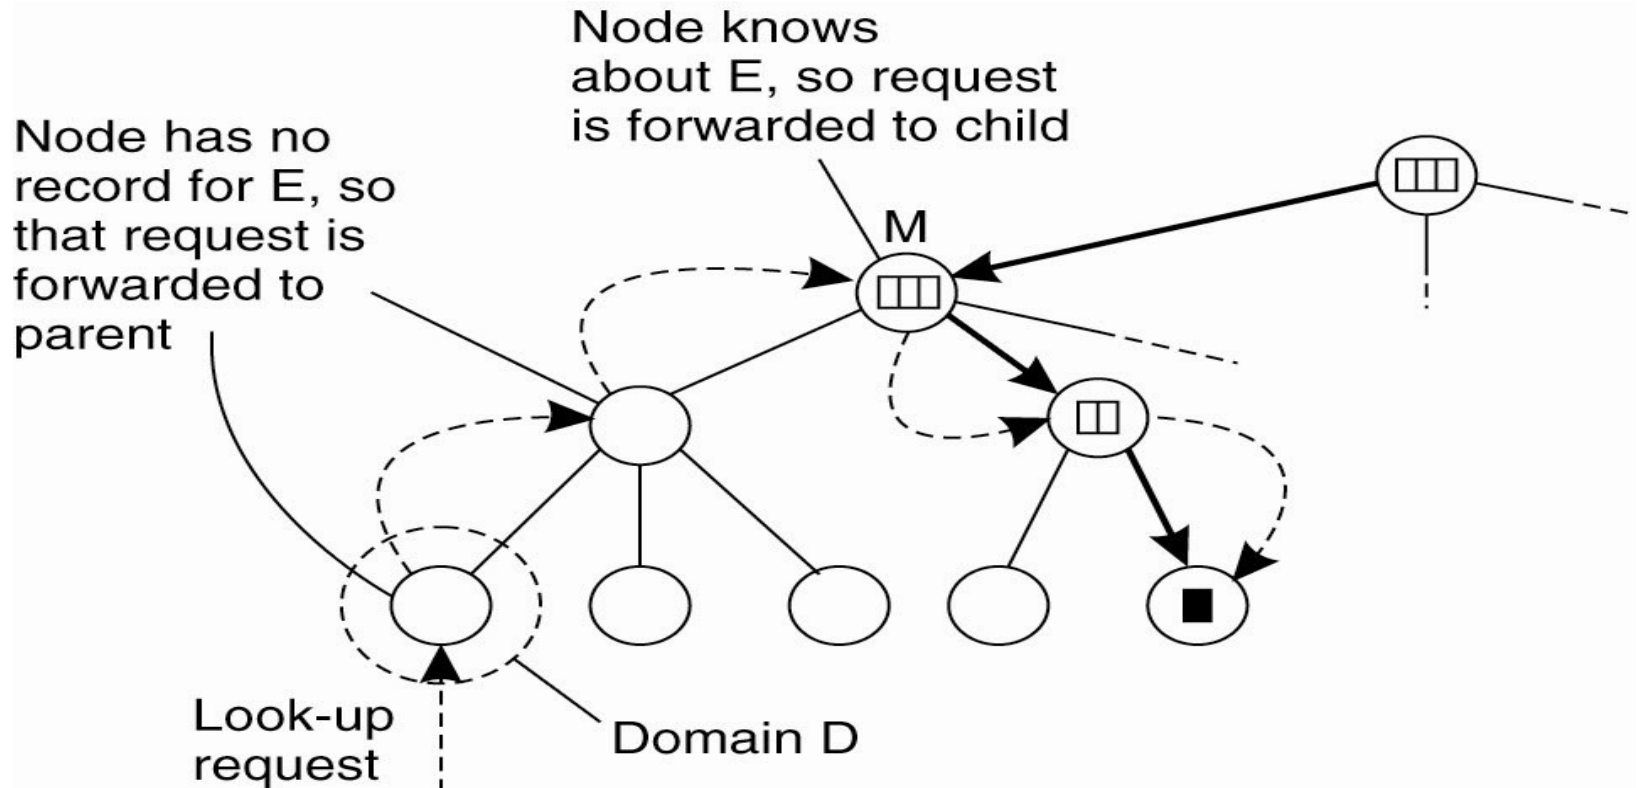 Node knows
about E, so request
is forwarded to child
Node has no
record for E, so
that request is
forwarded to
parent
M
Look-up
request
Domain D